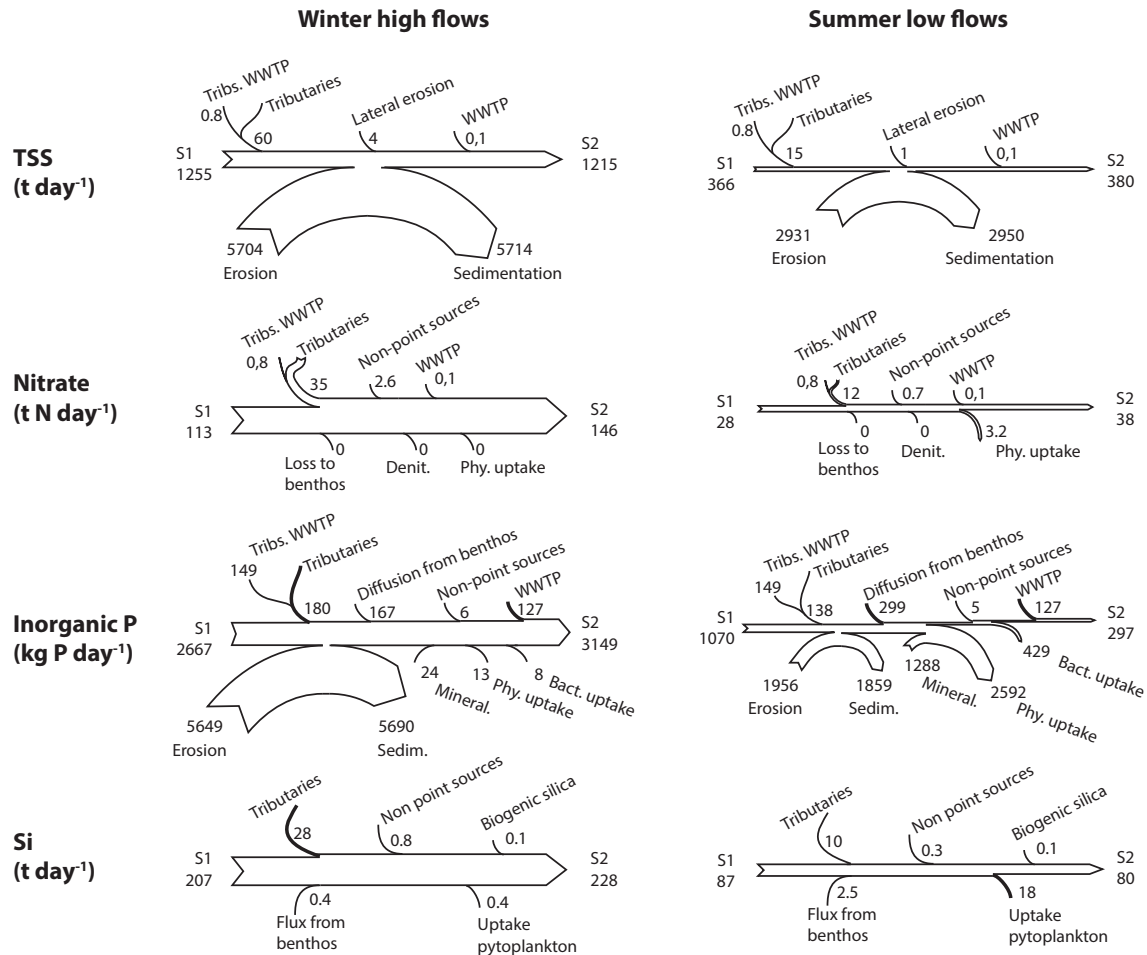 Winter high flows
Summer low flows
TSS
(t day-1)
Tribs. WWTP
0.8
Tributaries
60
Lateral erosion
4
WWTP
0,1
S1
1255
S2
1215
5704
Erosion
5714
Sedimentation
Tribs. WWTP
0.8
Tributaries
15
Lateral erosion
1
WWTP
0,1
S1
366
S2
380
2931
Erosion
2950
Sedimentation
Nitrate
(t N day-1)
Tribs. WWTP
0,8
Tributaries
35
Non-point sources
2.6
WWTP
0,1
S1
113
S2
146
0
Loss to
benthos
0
Denit.
0
Phy. uptake
Tribs. WWTP
0,8
Tributaries
12
Non-point sources
0.7
WWTP
0,1
S1
28
S2
38
0
Loss to
benthos
0
Denit.
3.2
Phy. uptake
Inorganic P
(kg P day-1)
Tribs. WWTP
149
Tributaries
180
Diffusion from benthos
167
Non-point sources
6
WWTP
127
S1
2667
S2
3149
5649
Erosion
5690
Sedim.
24
Mineral.
13
Phy. uptake
8
Bact. uptake
Tribs. WWTP
149
Tributaries
138
Diffusion from benthos
299
Non-point sources
5
WWTP
127
S1
1070
S2
297
1956
Erosion
1859
Sedim.
1288
Mineral.
2592
Phy. uptake
429
Bact. uptake
Si
(t day-1)
Tributaries
28
Non point sources
0.8
Biogenic silica
0.1
S1
207
S2
228
0.4
Flux from
benthos
0.4
Uptake
pytoplankton
Tributaries
10
Non point sources
0.3
Biogenic silica
0.1
S1
87
S2
80
2.5
Flux from
benthos
18
Uptake
pytoplankton